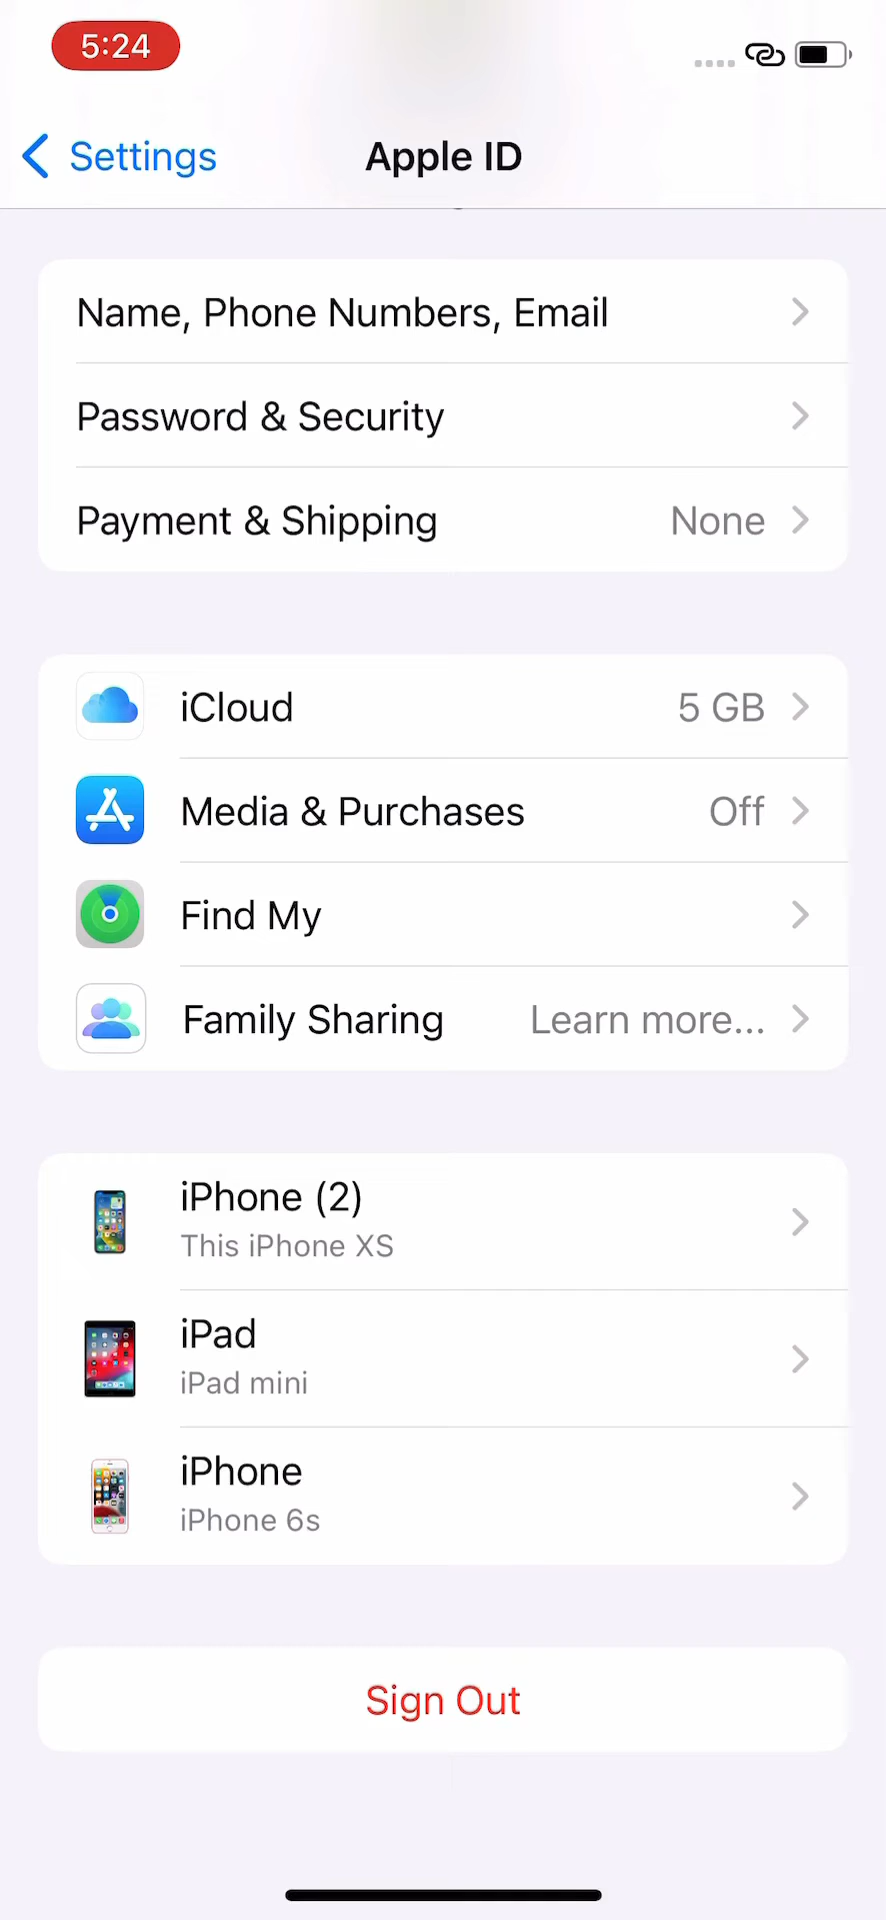 5:24
Settings
Apple ID
Name, Phone Numbers, Email
Password & Security
Payment & Shipping None
iCloud 5 GB
Media & Purchases Off
Find My
Family Sharing Learn more...
iPhone (2)
This iPhone XS
iPad
iPad mini
iPhone
iPhone 6s
Sign Out